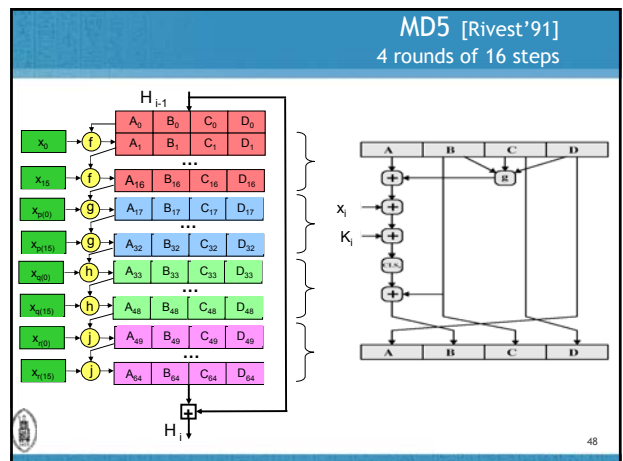 MD5 [Rivest'91]
4 rounds of 16 steps
H i-1
A0 B0 C0 D0
x0 f A1 B1 C1 D1
...
x15 f A16 B16 C16 D16
xp(0) g A17 B17 C17 D17
...
xp(15) g A32 B32 C32 D32
xq(0) h A33 B33 C33 D33
...
xq(15) h A48 B48 C48 D48
xr(0) j A49 B49 C49 D49
...
xr(15) j A64 B64 C64 D64
+
H i
A B C D
+ g
xi +
Ki +
CLSs
+
A B C D
48